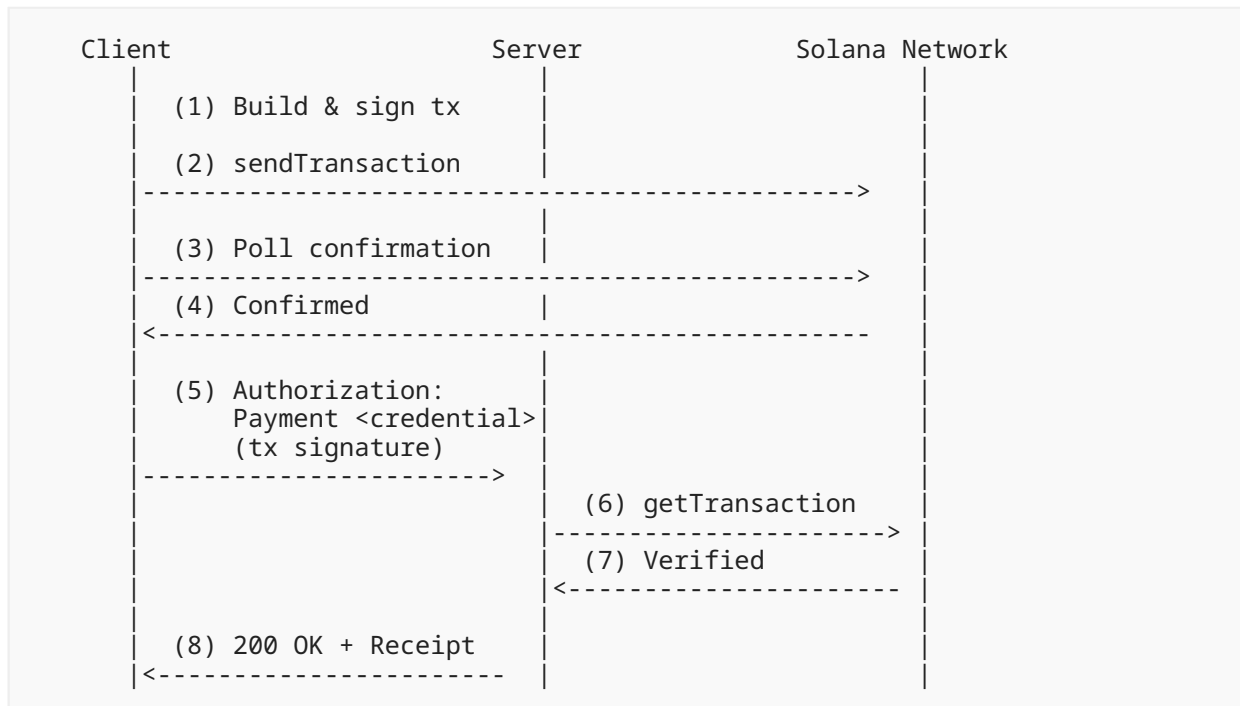 Client Server Solana Network
(1) Build & sign tx
(2) sendTransaction
(3) Poll confirmation
(4) Confirmed
(5) Authorization:
Payment <credential>
(tx signature)
(6) getTransaction
(7) Verified
(8) 200 OK + Receipt